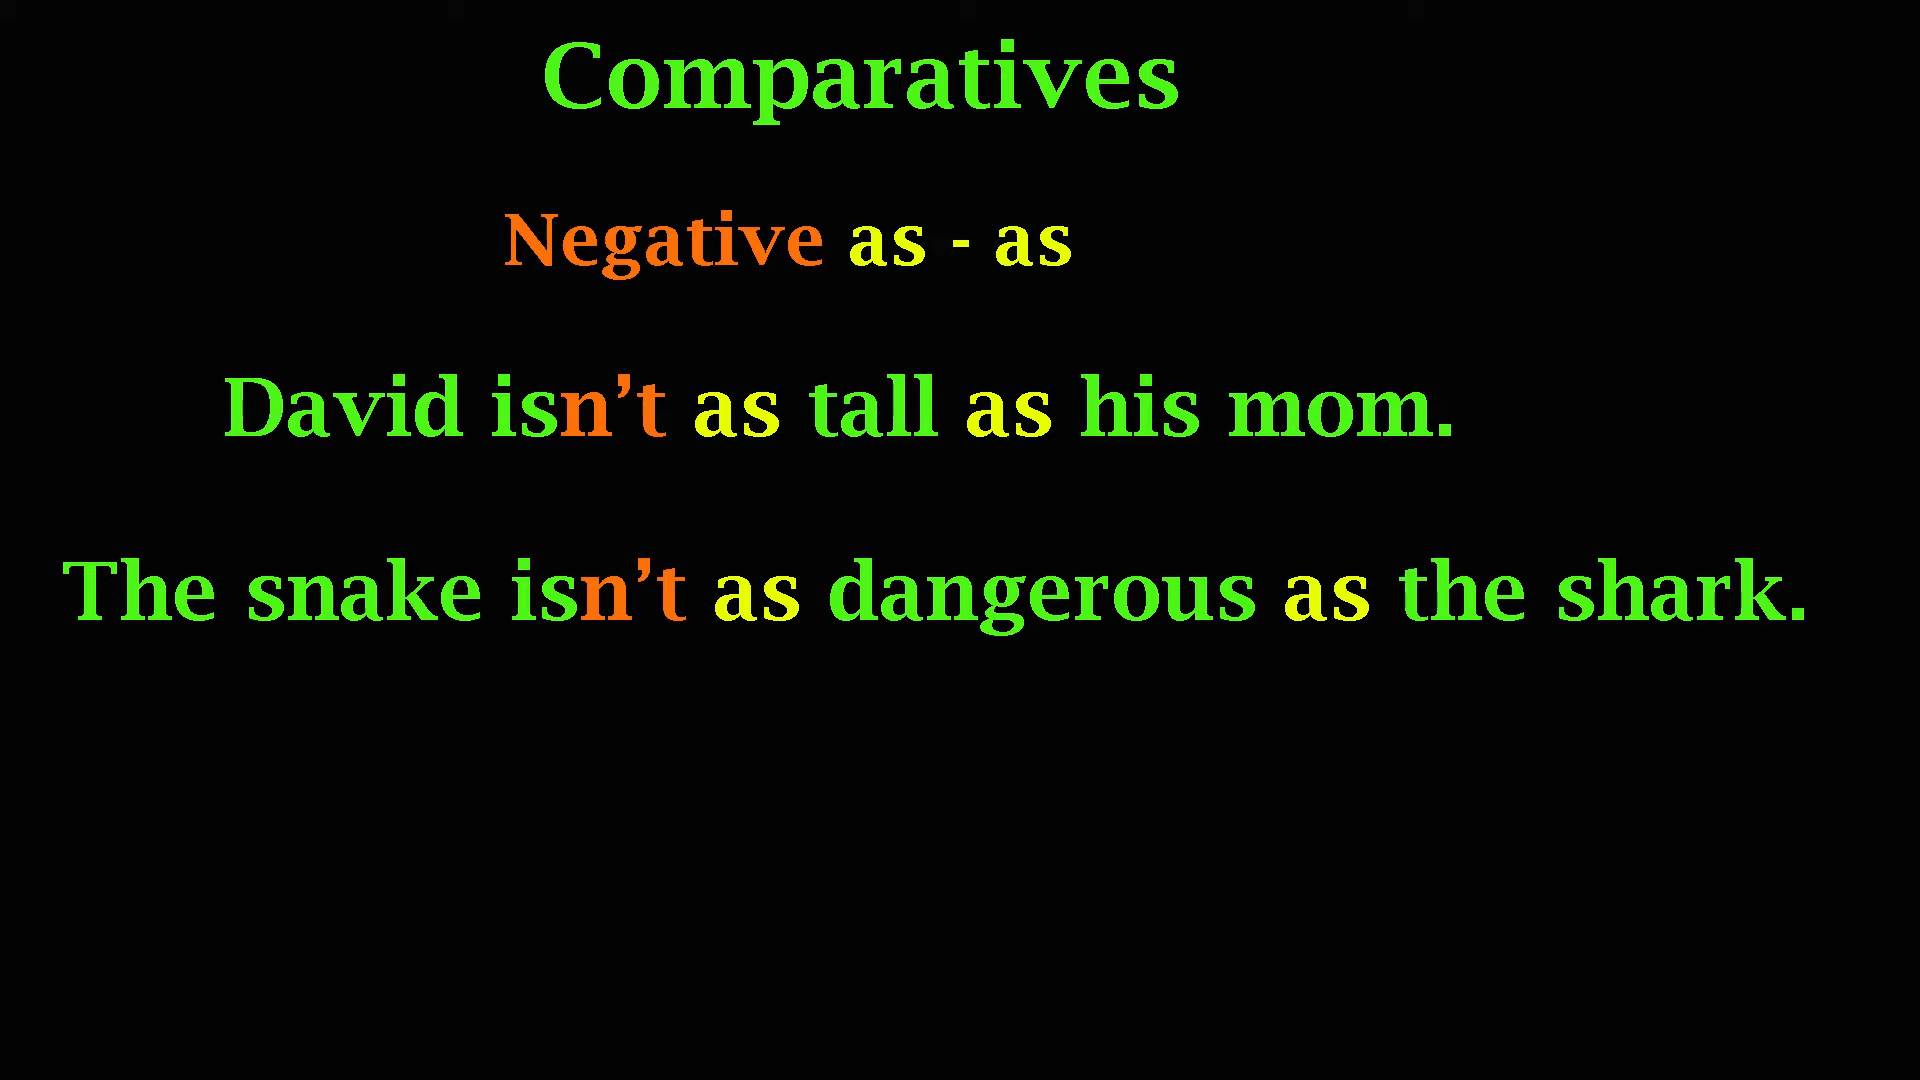 Comparatives
Negative as - as
David isn’t as tall as his mom.
The snake isn’t as dangerous as the shark.